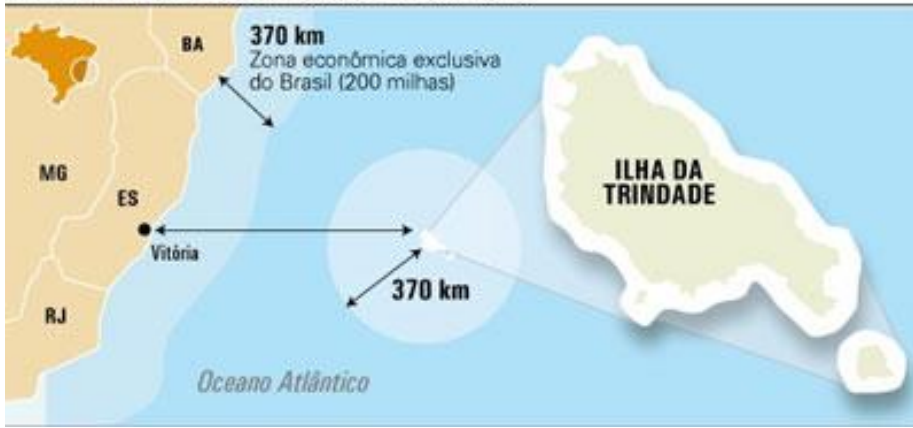 BA
370 km
Zona econômica exclusiva
do Brasil (200 milhas)
MG
ES
Vitória
RJ
370 km
Oceano Atlântico
ILHA DA
TRINDADE